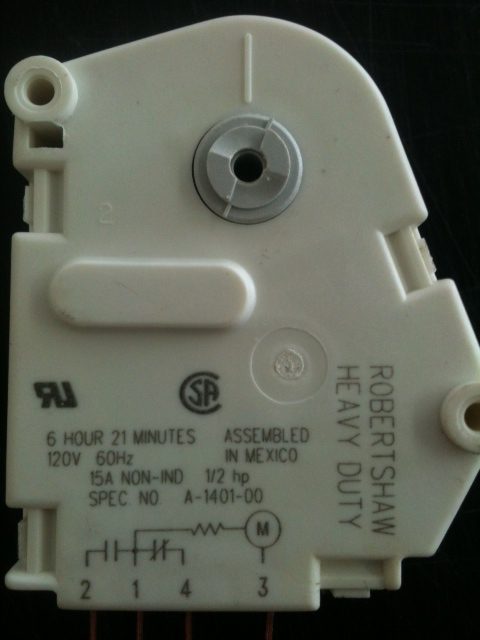 2
6 HOUR 21 MINUTES
120V 60Hz
ASSEMBLED
IN MEXICO
15A NON-IND 1/2 hp
SPEC. NO. A-1401-00
ROBERTSHAW
HEAVY DUTY
SA
M
2 1 4 3